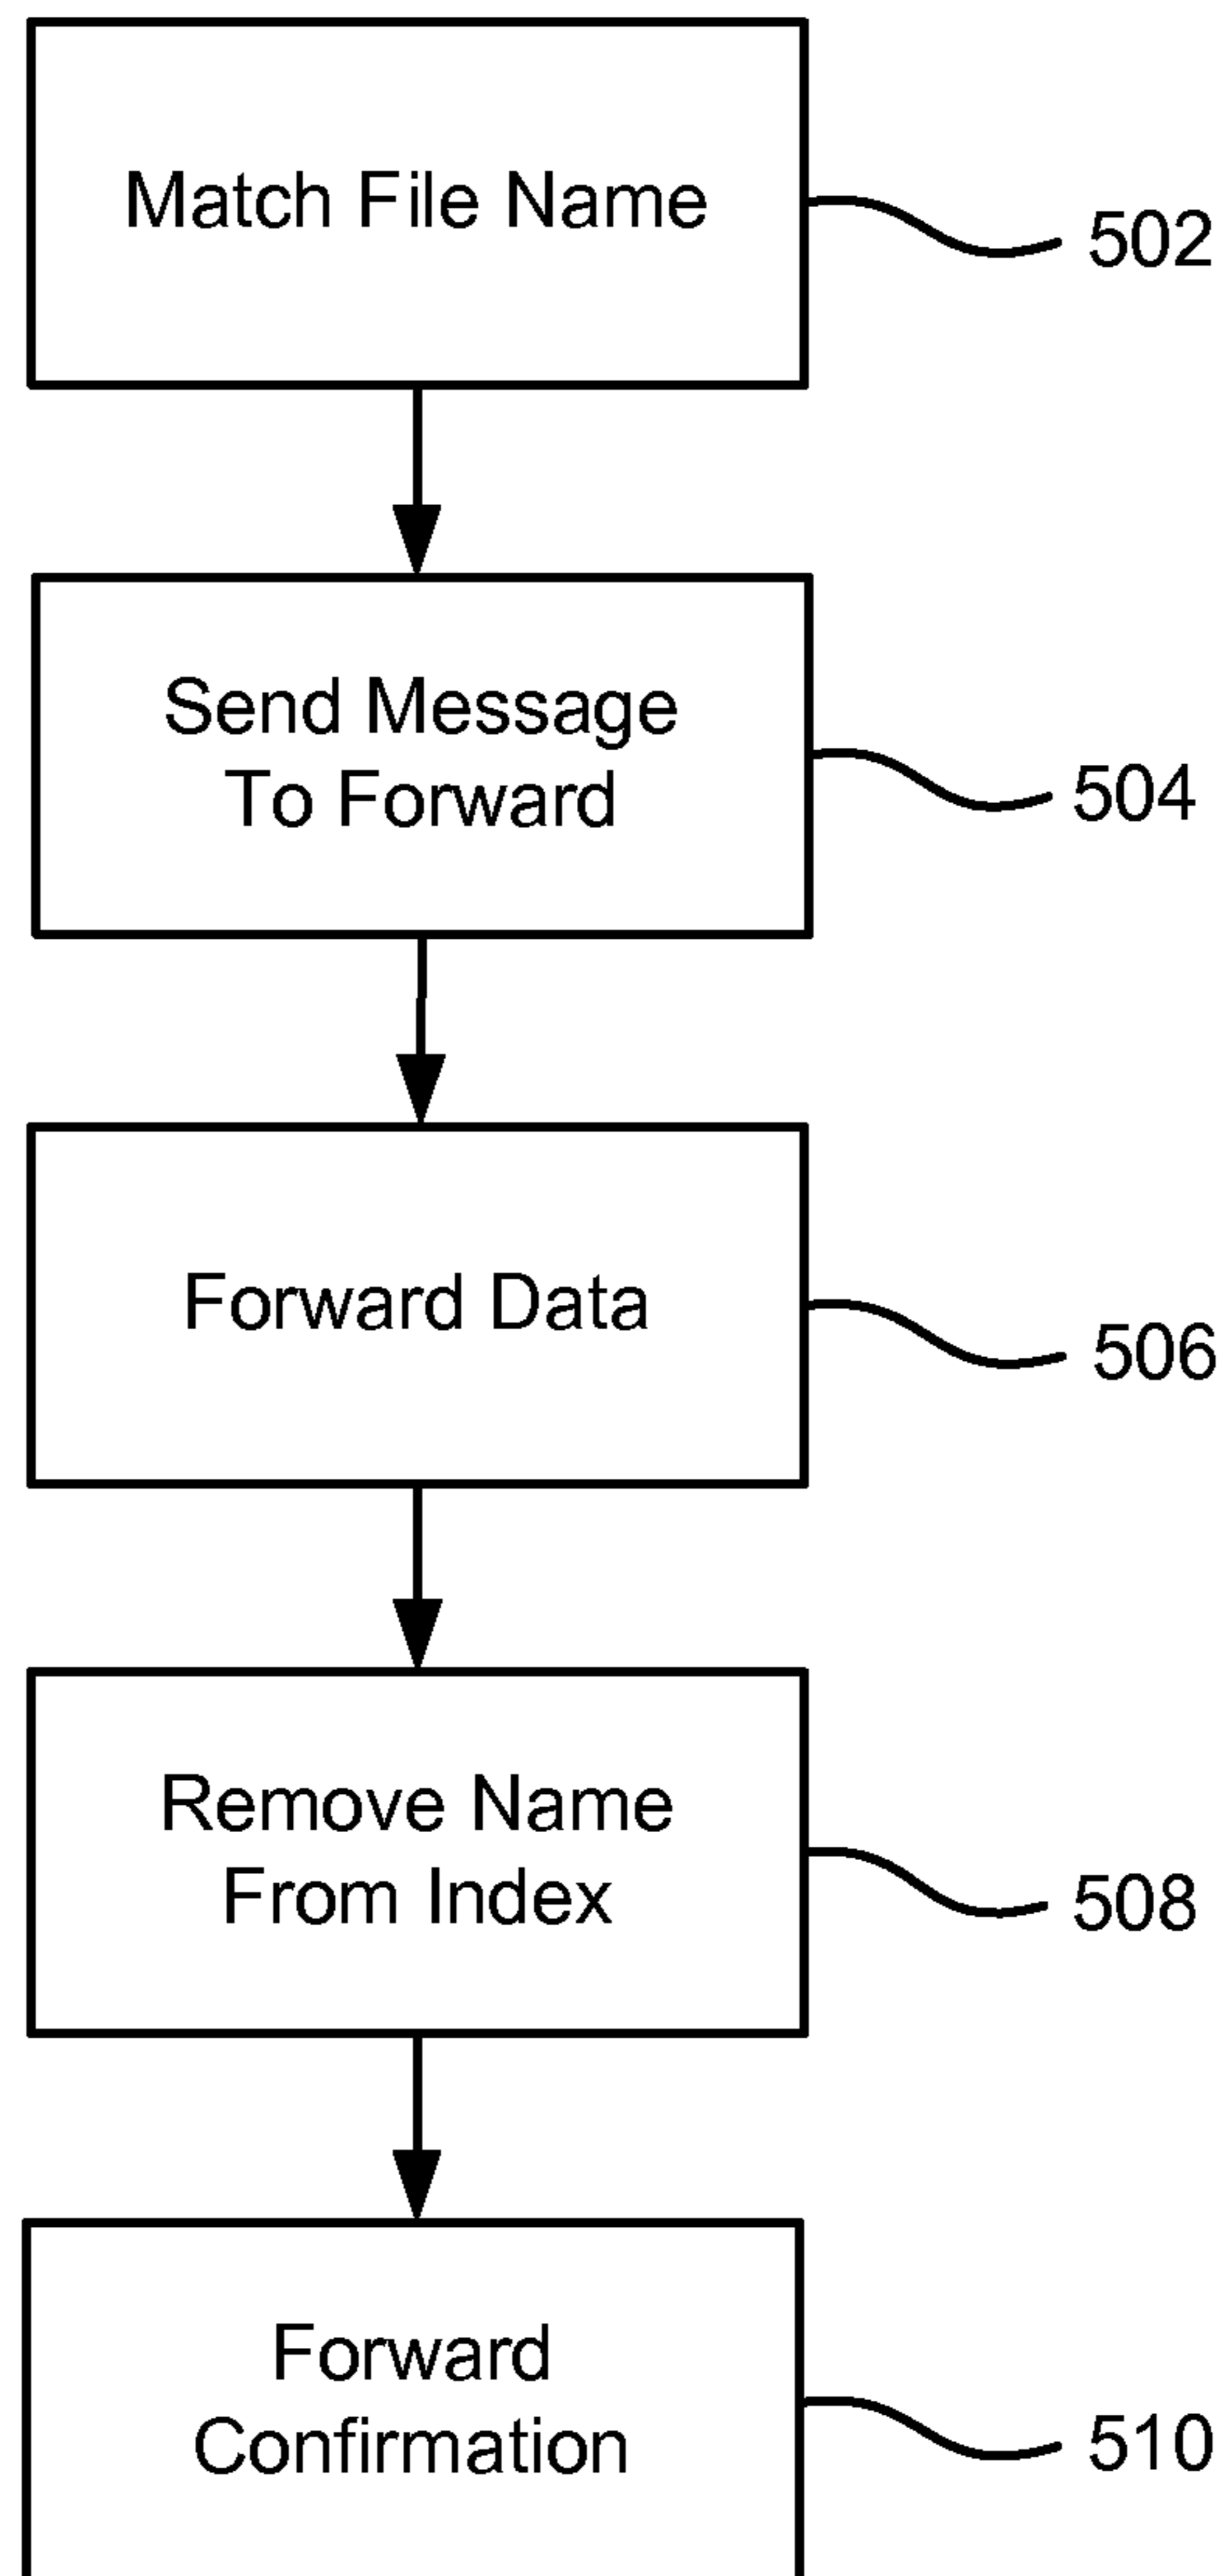 Match File Name
502
Send Message
To Forward
504
Forward Data
506
Remove Name
From Index
508
Forward
Confirmation
510